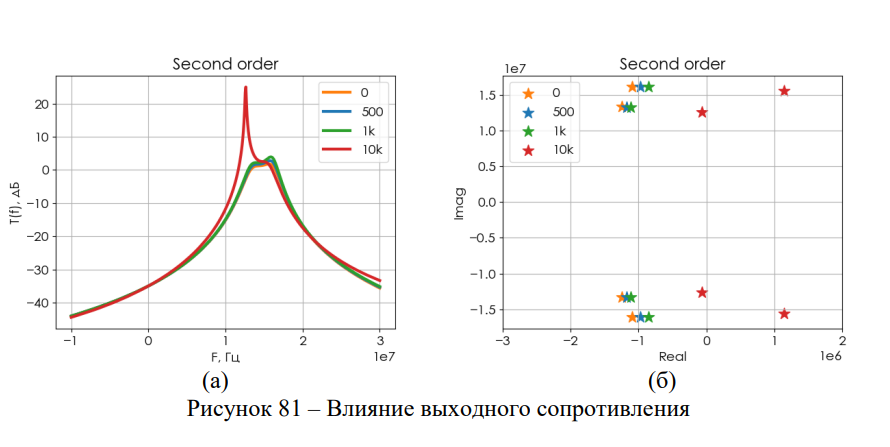 Second order
T(f), дБ
20
10
0
−10
−20
−30
−40
0
500
1k
10k
−1
0
1
2
3
1e7
F, Гц
(а)
Second order
1e7
Imag
1.5
1.0
0.5
0.0
−0.5
−1.0
−1.5
0
500
1k
10k
−3
−2
−1
0
1
2
1e6
Real
(б)
Рисунок 81 – Влияние выходного сопротивления